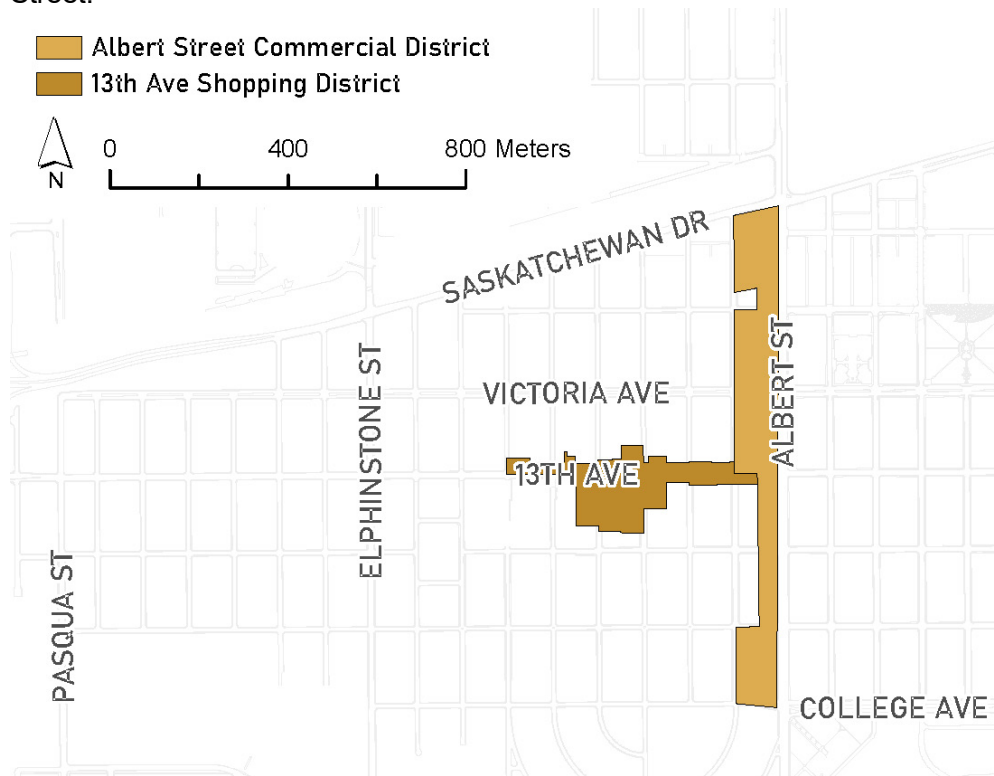 Street.
Albert Street Commercial District
13th Ave Shopping District
N
0 400 800 Meters
SASKATCHEWAN DR
VICTORIA AVE
ALBERT ST
ELPHINSTONE ST
13TH AVE
PASQUA ST
COLLEGE AVE